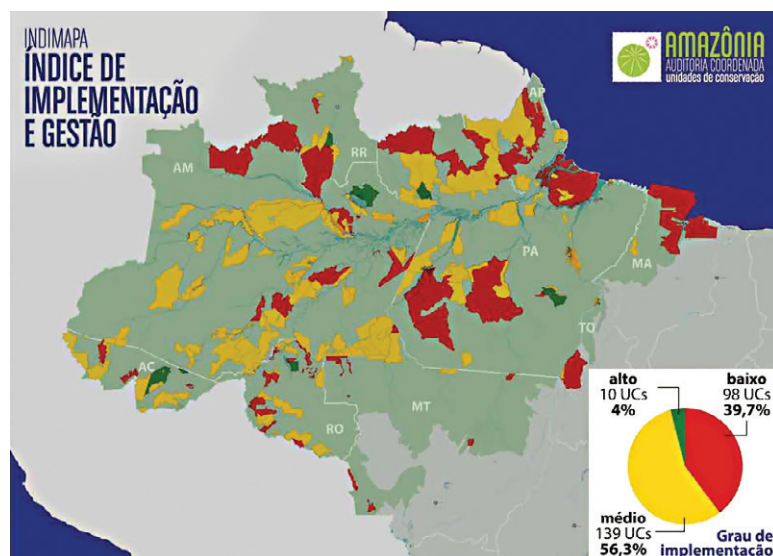 INDIMAPA
ÍNDICE DE
IMPLEMENTAÇÃO
E GESTÃO
AMAZÔNIA
AUDITORIA COORDENADA
unidades de conservação
AP
RR
AM
PA
MA
TO
AC
RO
MT
alto
10 UCs
4%
baixo
98 UCs
39,7%
médio
139 UCs
56,3%
Grau de
implementação